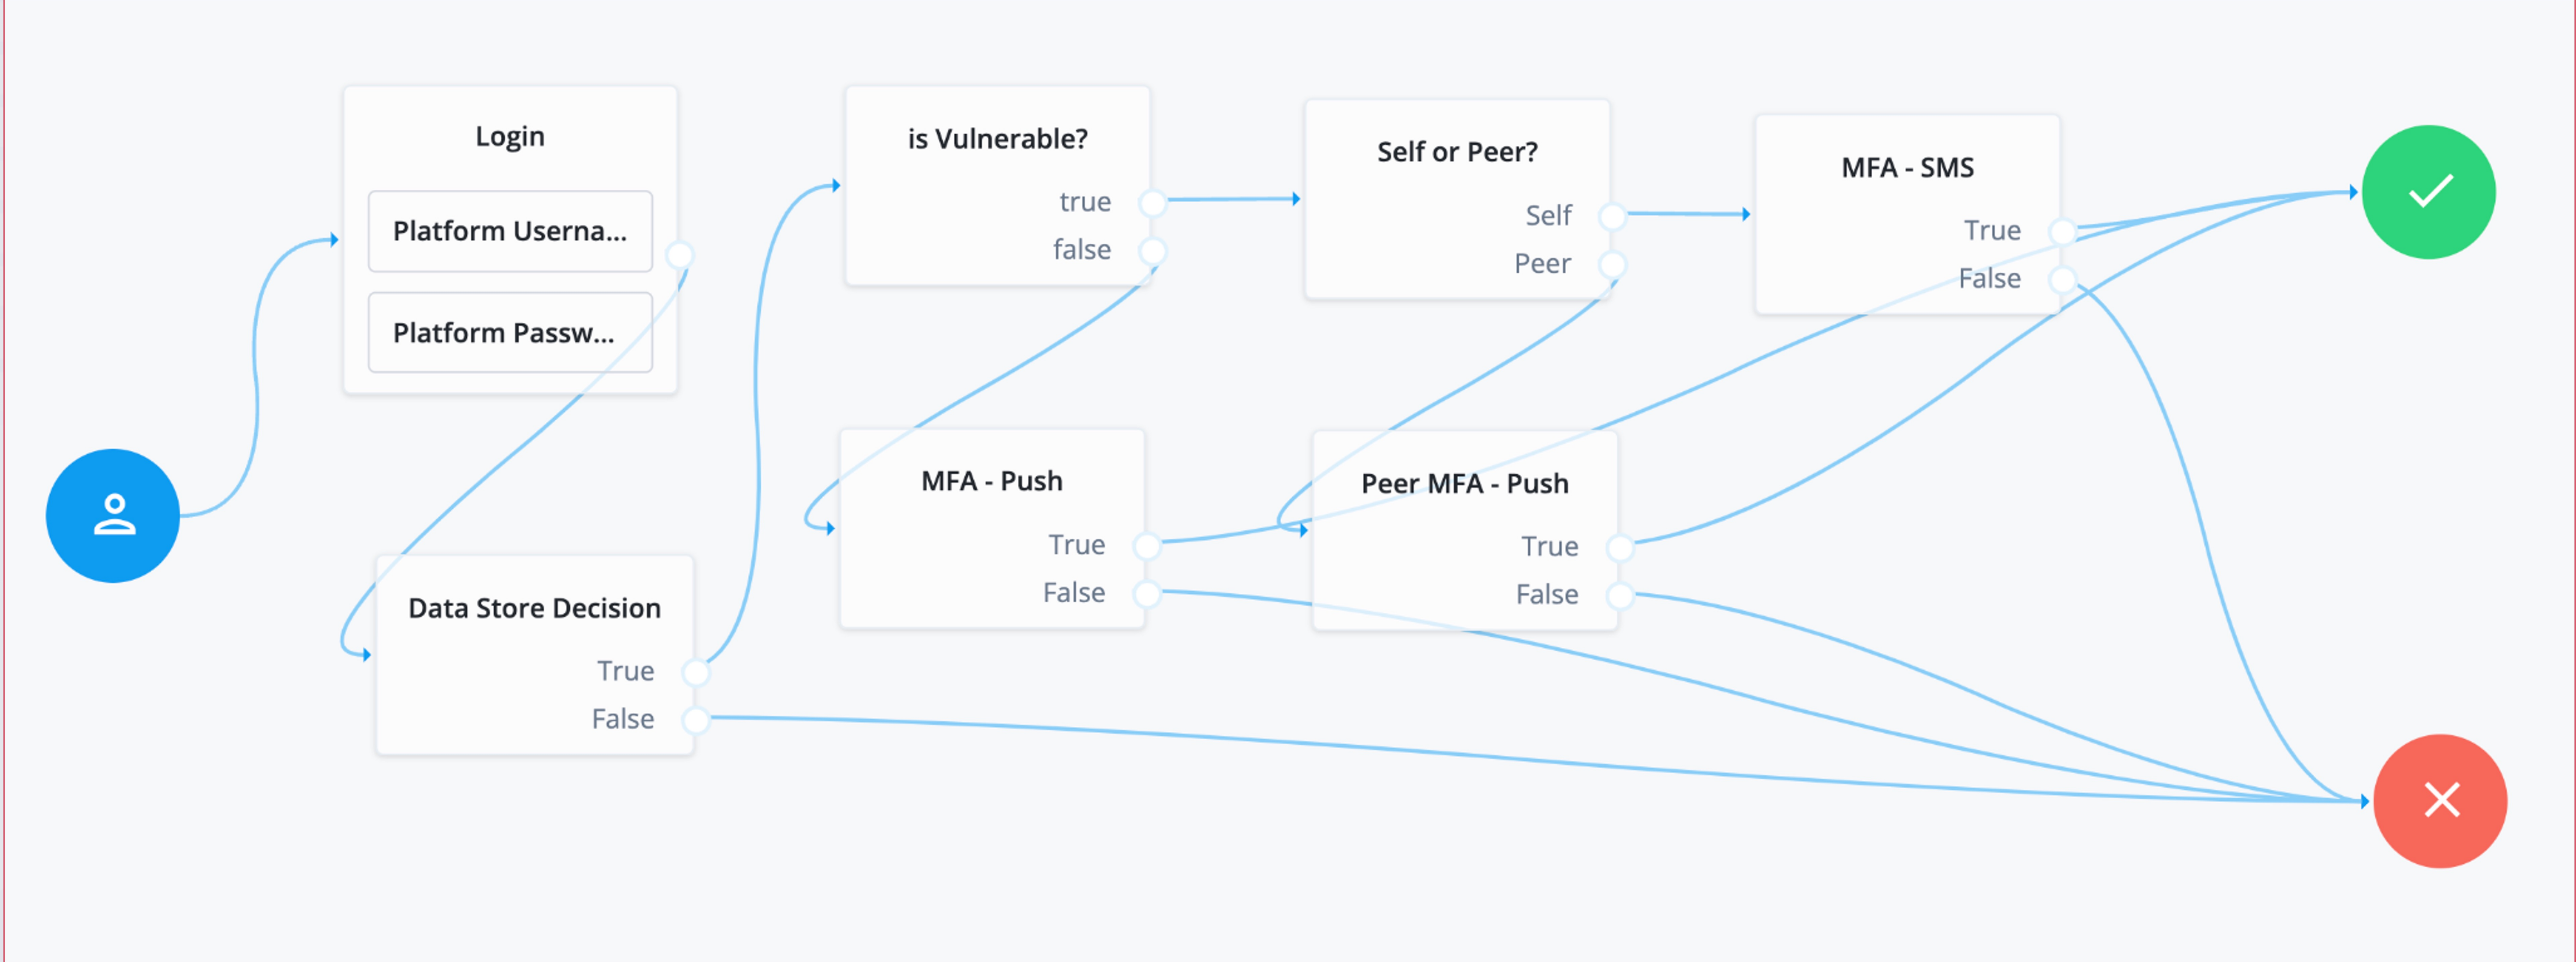 Login
Platform Userna...
Platform Passw...
Data Store Decision
True
False
is Vulnerable?
true
false
MFA - Push
True
False
Self or Peer?
Self
Peer
Peer MFA - Push
True
False
MFA - SMS
True
False